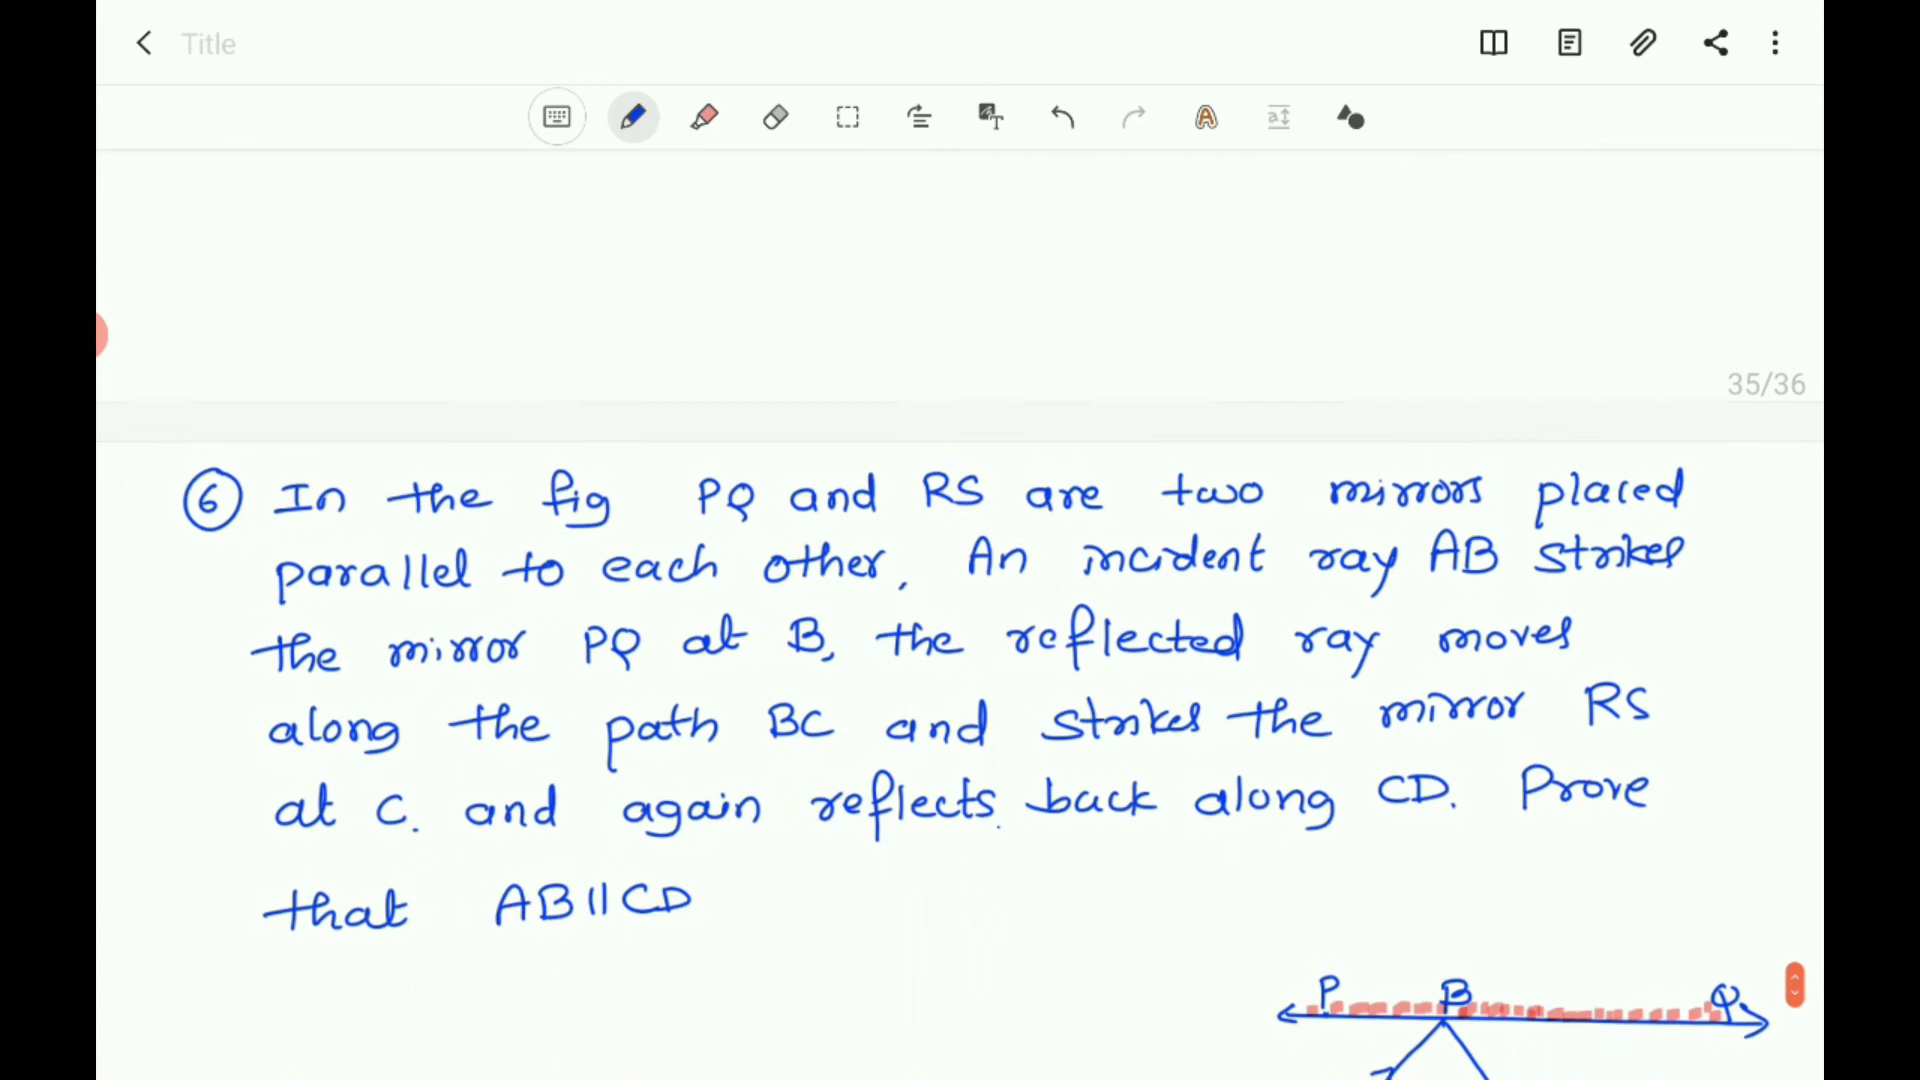 Title
35/36
6 In the fig PQ and RS are two mirrors placed
parallel to each other. An incident ray AB strikes
the mirror PQ at B, the reflected ray moves
along the path BC and strikes the mirror RS
at C. and again reflects back along CD. Prove
that AB||CD
P B Q